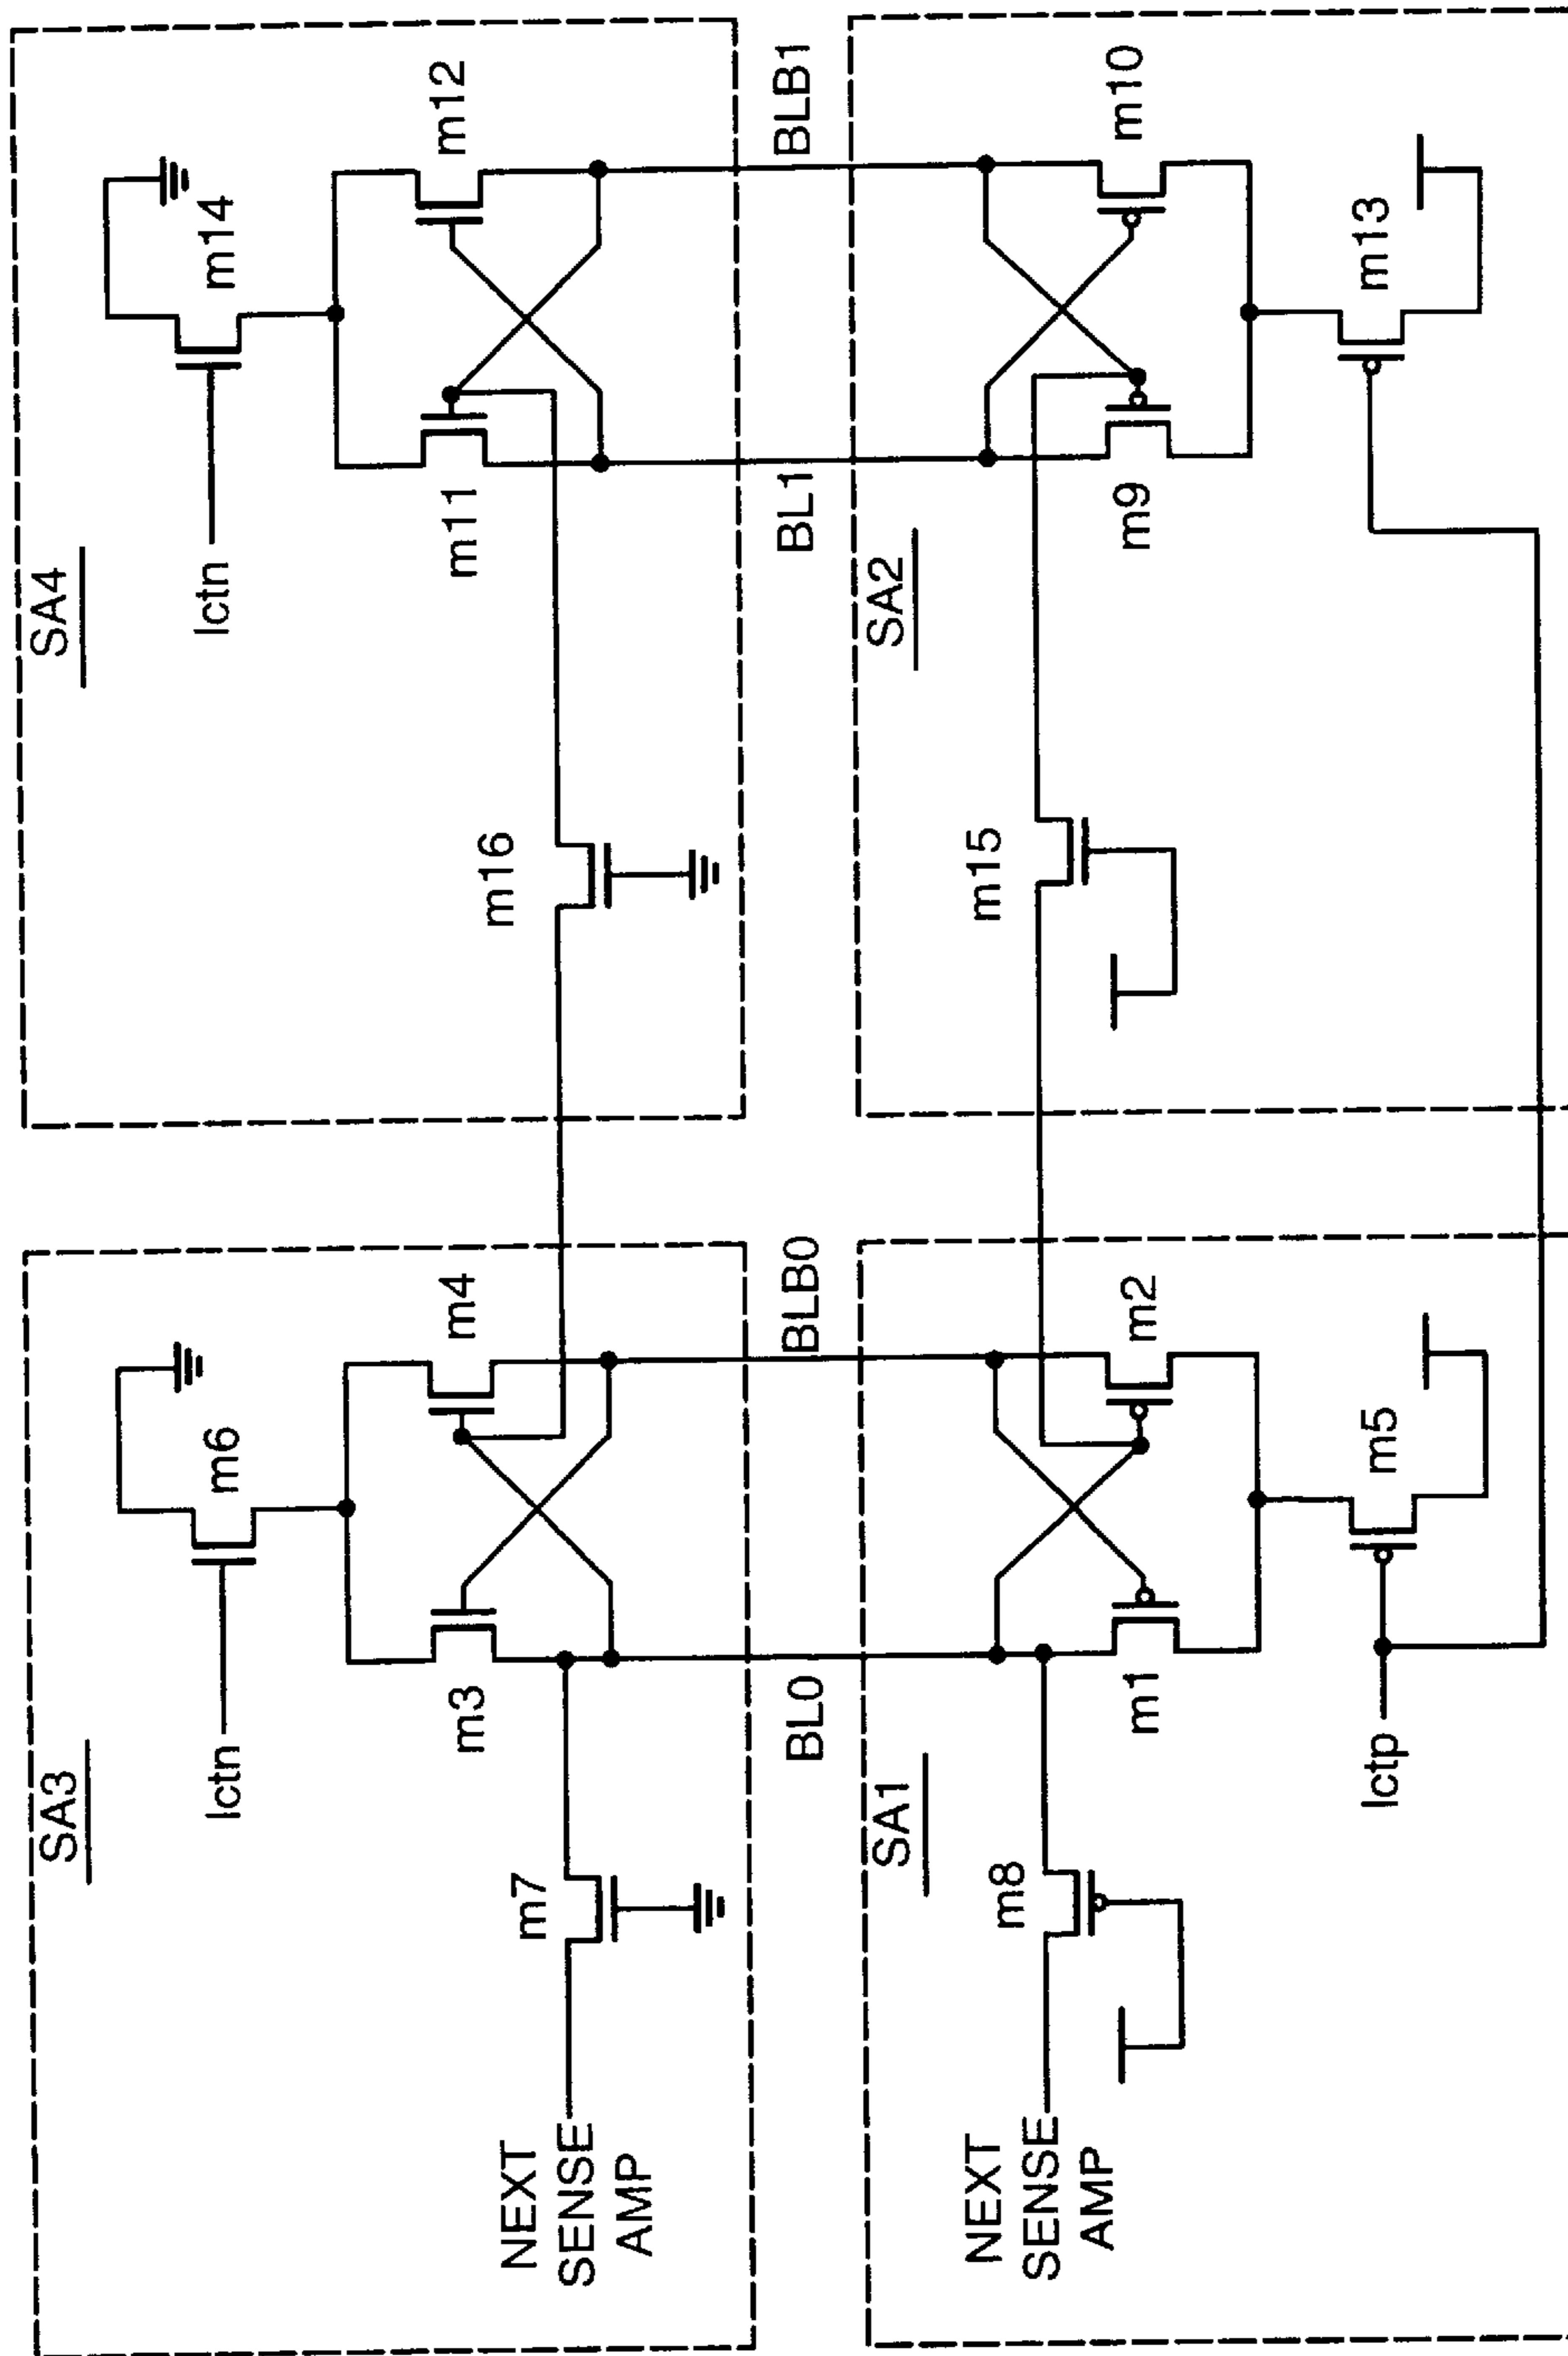 SA3
SA4
lctn
m6
m3
m4
m7
NEXT
SENSE
AMP
lctn
m14
m11
m12
m16
BL0
BLB0
BL1
BLB1
SA1
SA2
NEXT
SENSE
AMP
m8
m1
m2
m15
m9
m10
lctp
m5
m13